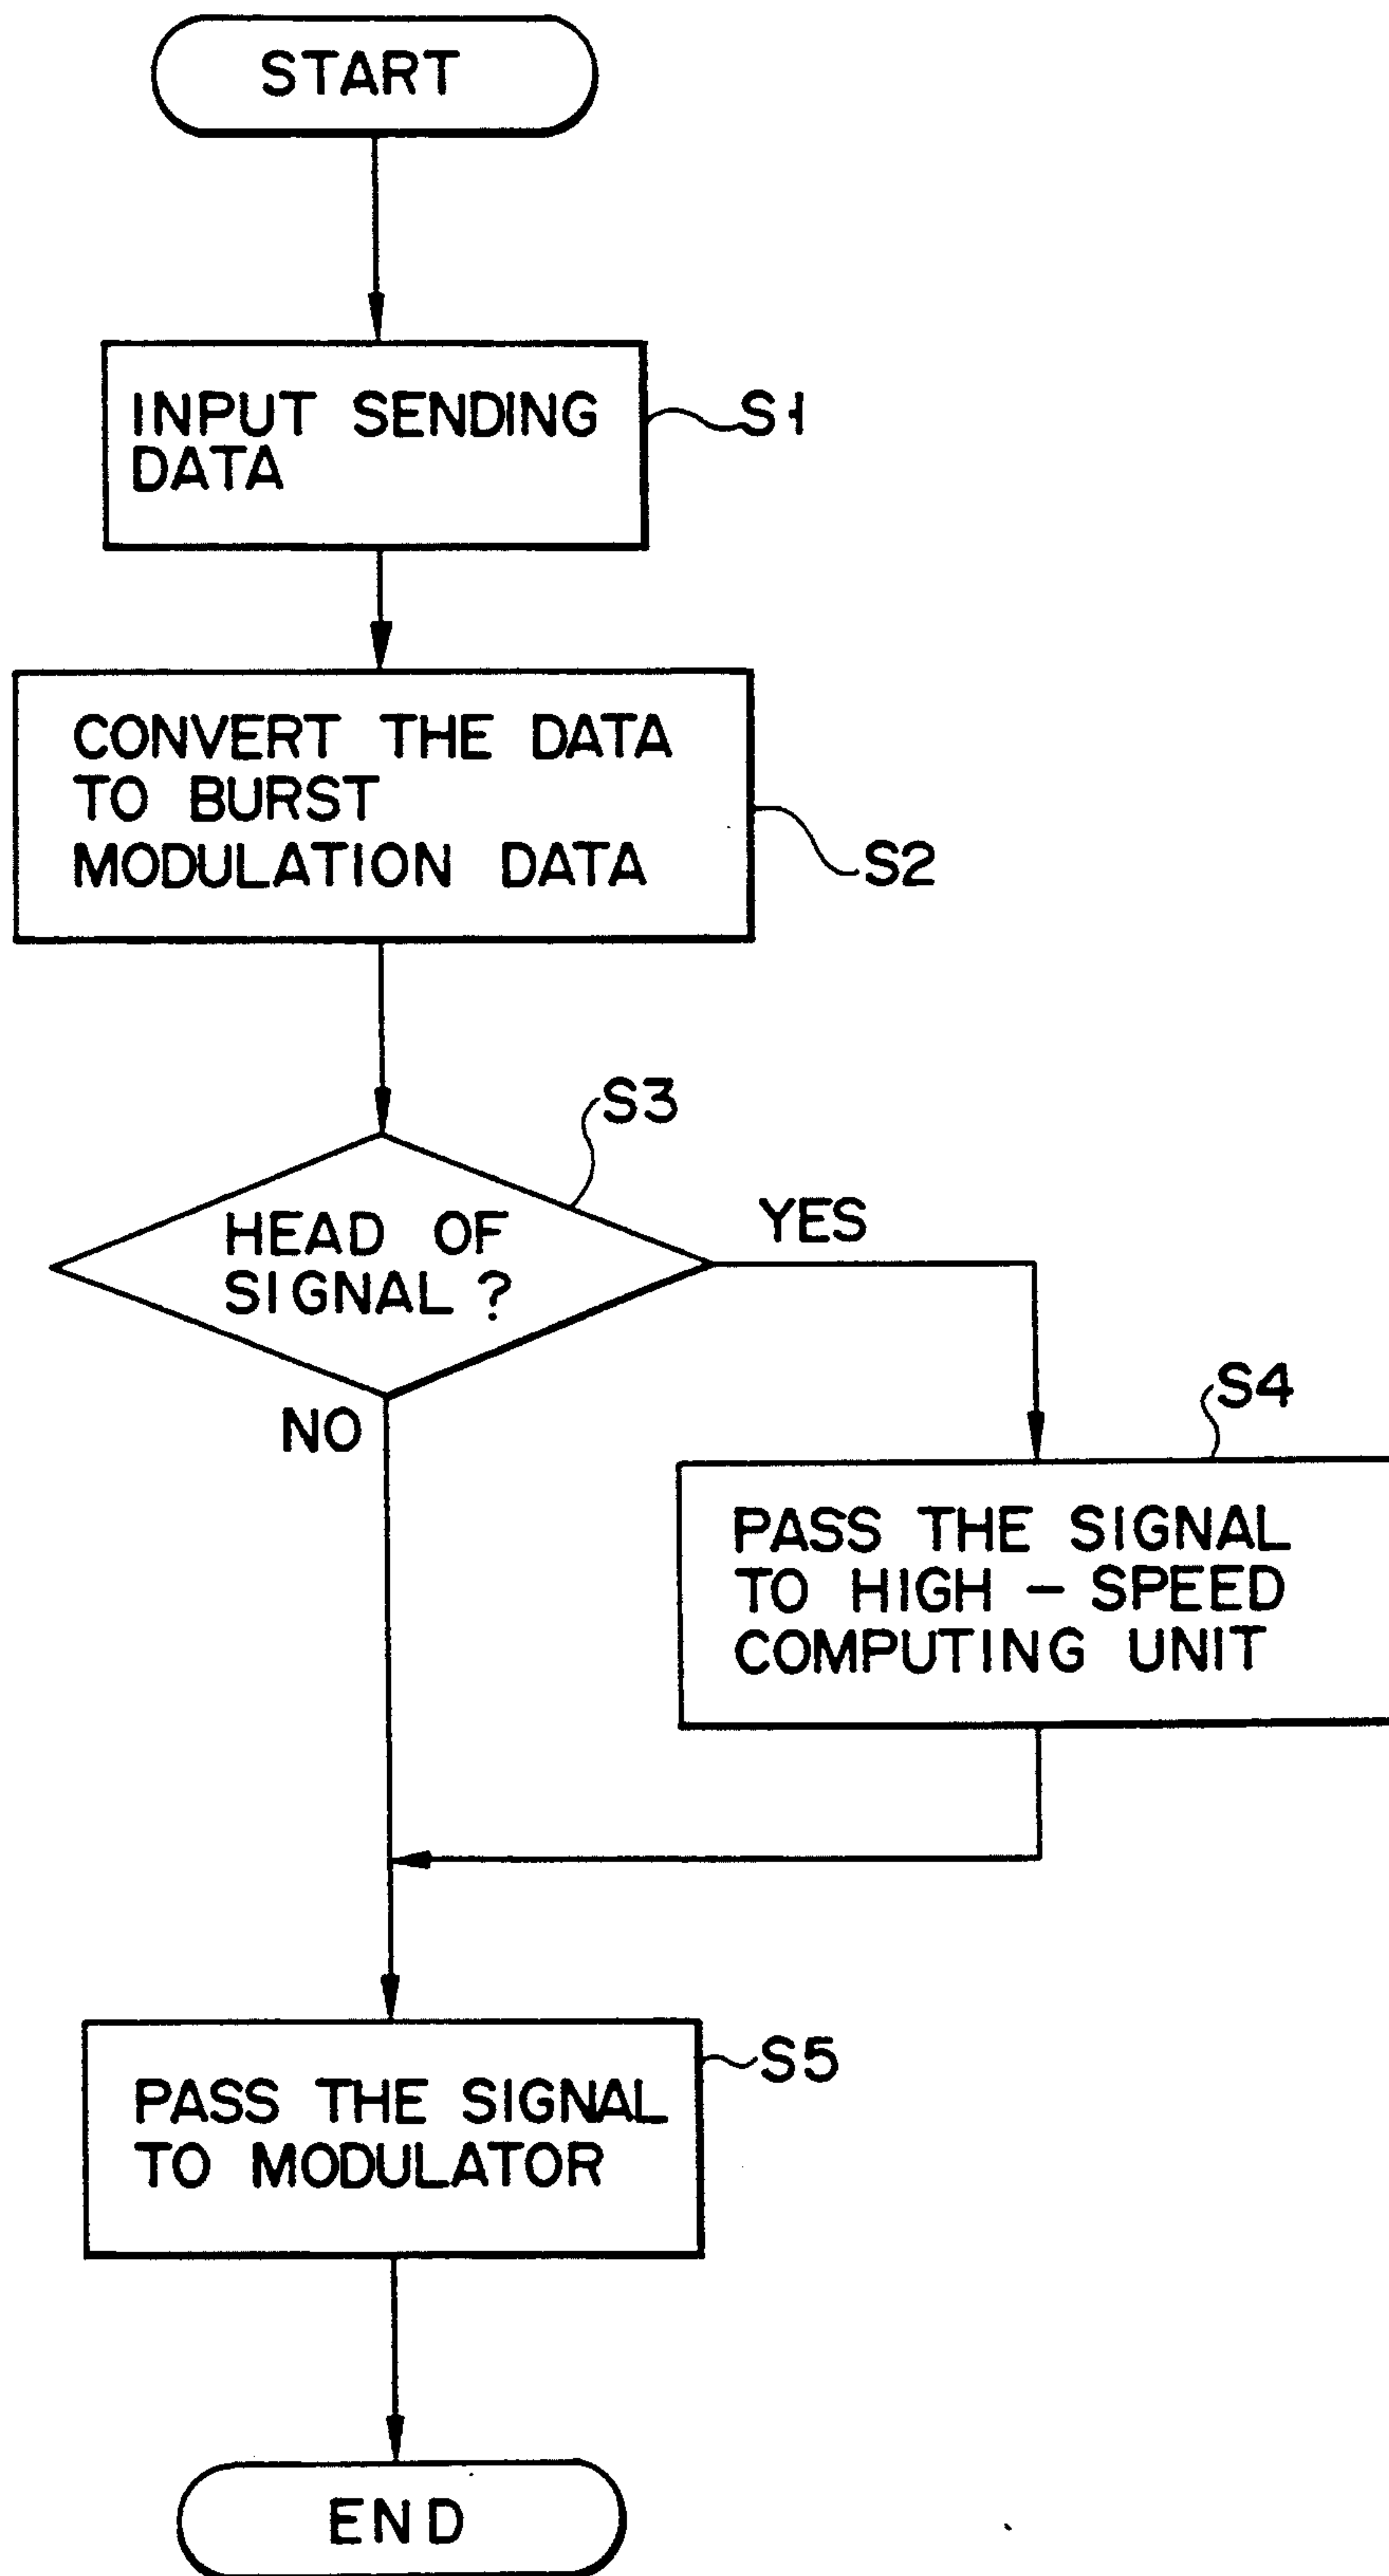 START
INPUT SENDING
DATA
S1
CONVERT THE DATA
TO BURST
MODULATION DATA
S2
S3
HEAD OF
SIGNAL?
YES
NO
S4
PASS THE SIGNAL
TO HIGH-SPEED
COMPUTING UNIT
PASS THE SIGNAL
TO MODULATOR
S5
END